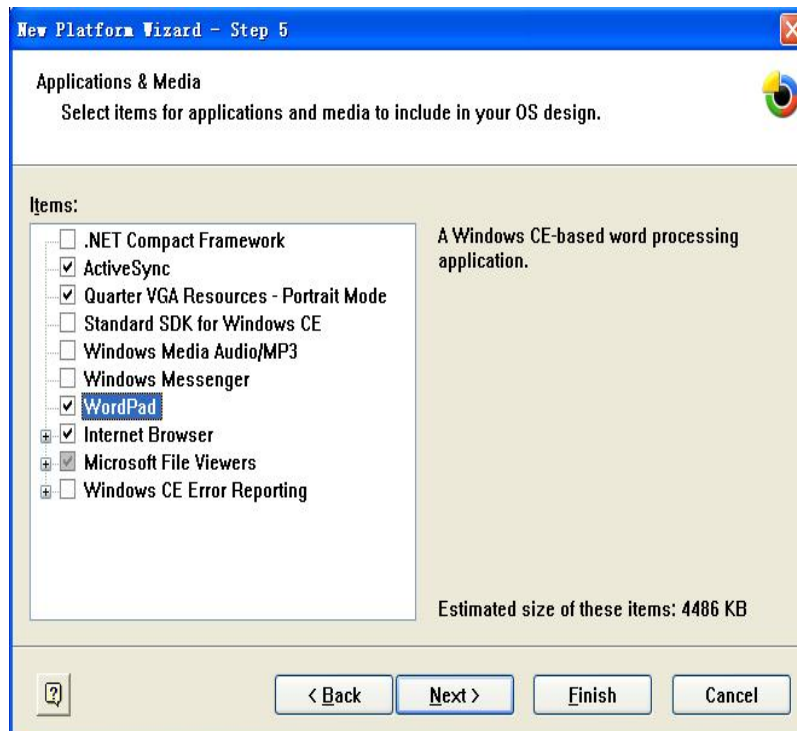 New Platform Wizard - Step 5
Applications & Media
Select items for applications and media to include in your OS design.
Items:
.NET Compact Framework
ActiveSync
Quarter VGA Resources - Portrait Mode
Standard SDK for Windows CE
Windows Media Audio/MP3
Windows Messenger
WordPad
Internet Browser
Microsoft File Viewers
Windows CE Error Reporting
A Windows CE-based word processing
application.
Estimated size of these items: 4486 KB
< Back
Next >
Finish
Cancel